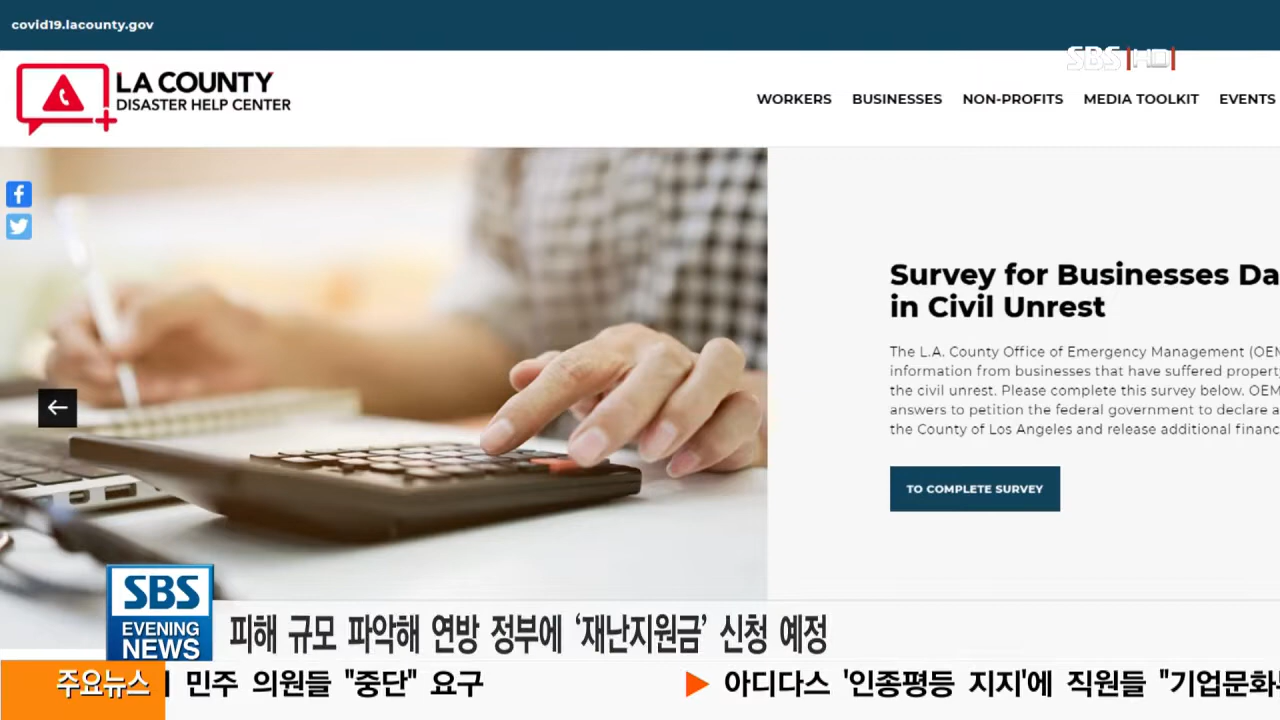 covid19.lacounty.gov
SBS HD
LA COUNTY
DISASTER HELP CENTER
WORKERS BUSINESSES NON-PROFITS MEDIA TOOLKIT EVENTS
Survey for Businesses Da
in Civil Unrest
The L.A. County Office of Emergency Management (OEM
information from businesses that have suffered property
the civil unrest. Please complete this survey below. OEM
answers to petition the federal government to declare a
the County of Los Angeles and release additional financ
TO COMPLETE SURVEY
SBS
EVENING
NEWS
피해 규모 파악해 연방 정부에 ‘재난지원금’ 신청 예정
주요뉴스 민주 의원들 "중단" 요구 ▶ 아디다스 '인종평등 지지'에 직원들 "기업문화